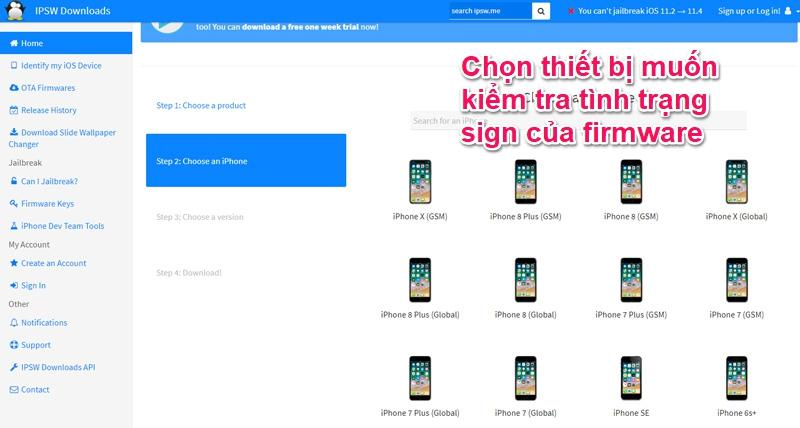 IPSW Downloads
search ipsw.me
You can't jailbreak iOS 11.2 → 11.4
Sign up or Log in!
too! You can download a free one week trial now!
Home
Identify my iOS Device
OTA Firmwares
Release History
Download Slide Wallpaper
Changer
Jailbreak
Can I Jailbreak?
Firmware Keys
iPhone Dev Team Tools
My Account
Create an Account
Sign In
Other
Notifications
Support
IPSW Downloads API
Contact
Step 1: Choose a product
Step 2: Choose an iPhone
Step 3: Choose a version
Step 4: Download!
Chọn thiết bị muốn
kiểm tra tình trạng
sign của firmware
Search for an iPh
iPhone X (GSM)
iPhone 8 Plus (GSM)
iPhone 8 (GSM)
iPhone X (Global)
iPhone 8 Plus (Global)
iPhone 8 (Global)
iPhone 7 Plus (GSM)
iPhone 7 (GSM)
iPhone 7 Plus (Global)
iPhone 7 (Global)
iPhone SE
iPhone 6s+